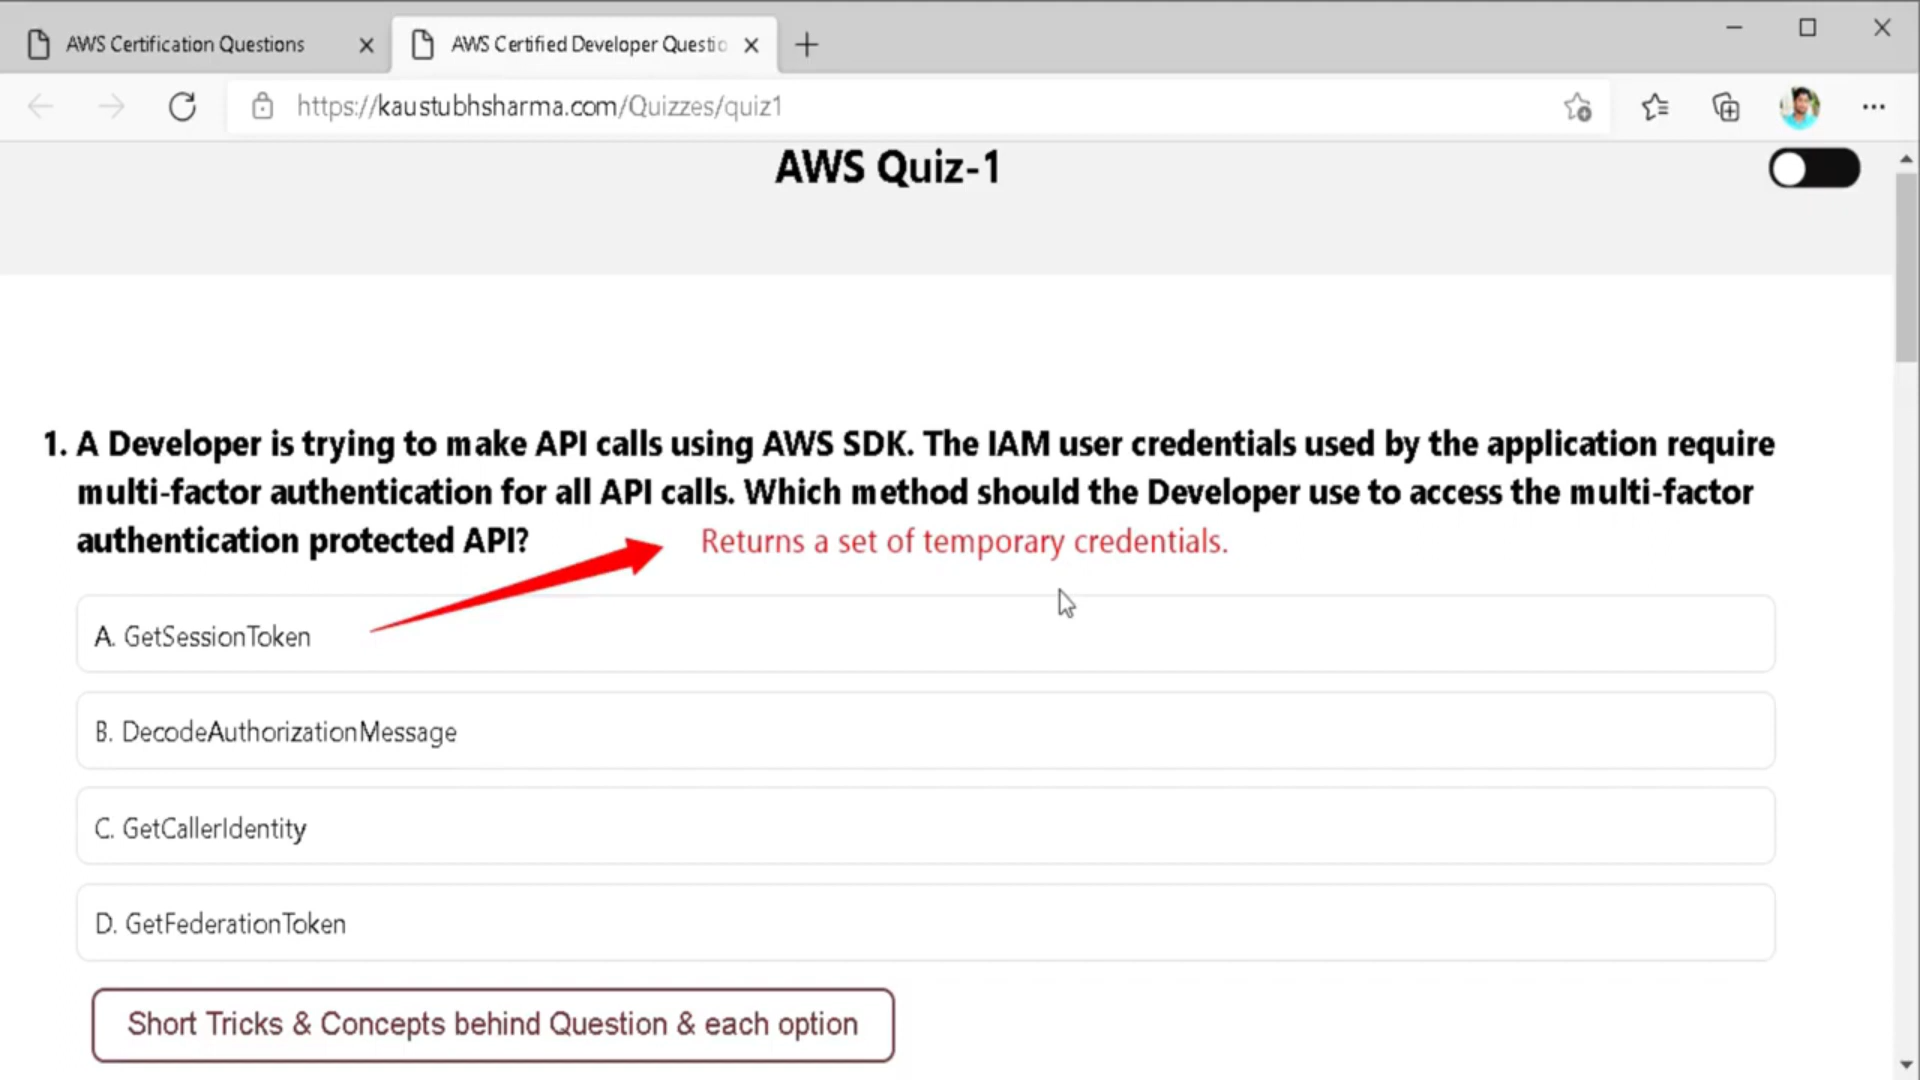 AWS Certification Questions
AWS Certified Developer Questio
https://kaustubhsharma.com/Quizzes/quiz1
AWS Quiz-1
1. A Developer is trying to make API calls using AWS SDK. The IAM user credentials used by the application require
multi-factor authentication for all API calls. Which method should the Developer use to access the multi-factor
authentication protected API?
Returns a set of temporary credentials.
A. GetSessionToken
B. DecodeAuthorizationMessage
C. GetCallerIdentity
D. GetFederationToken
Short Tricks & Concepts behind Question & each option